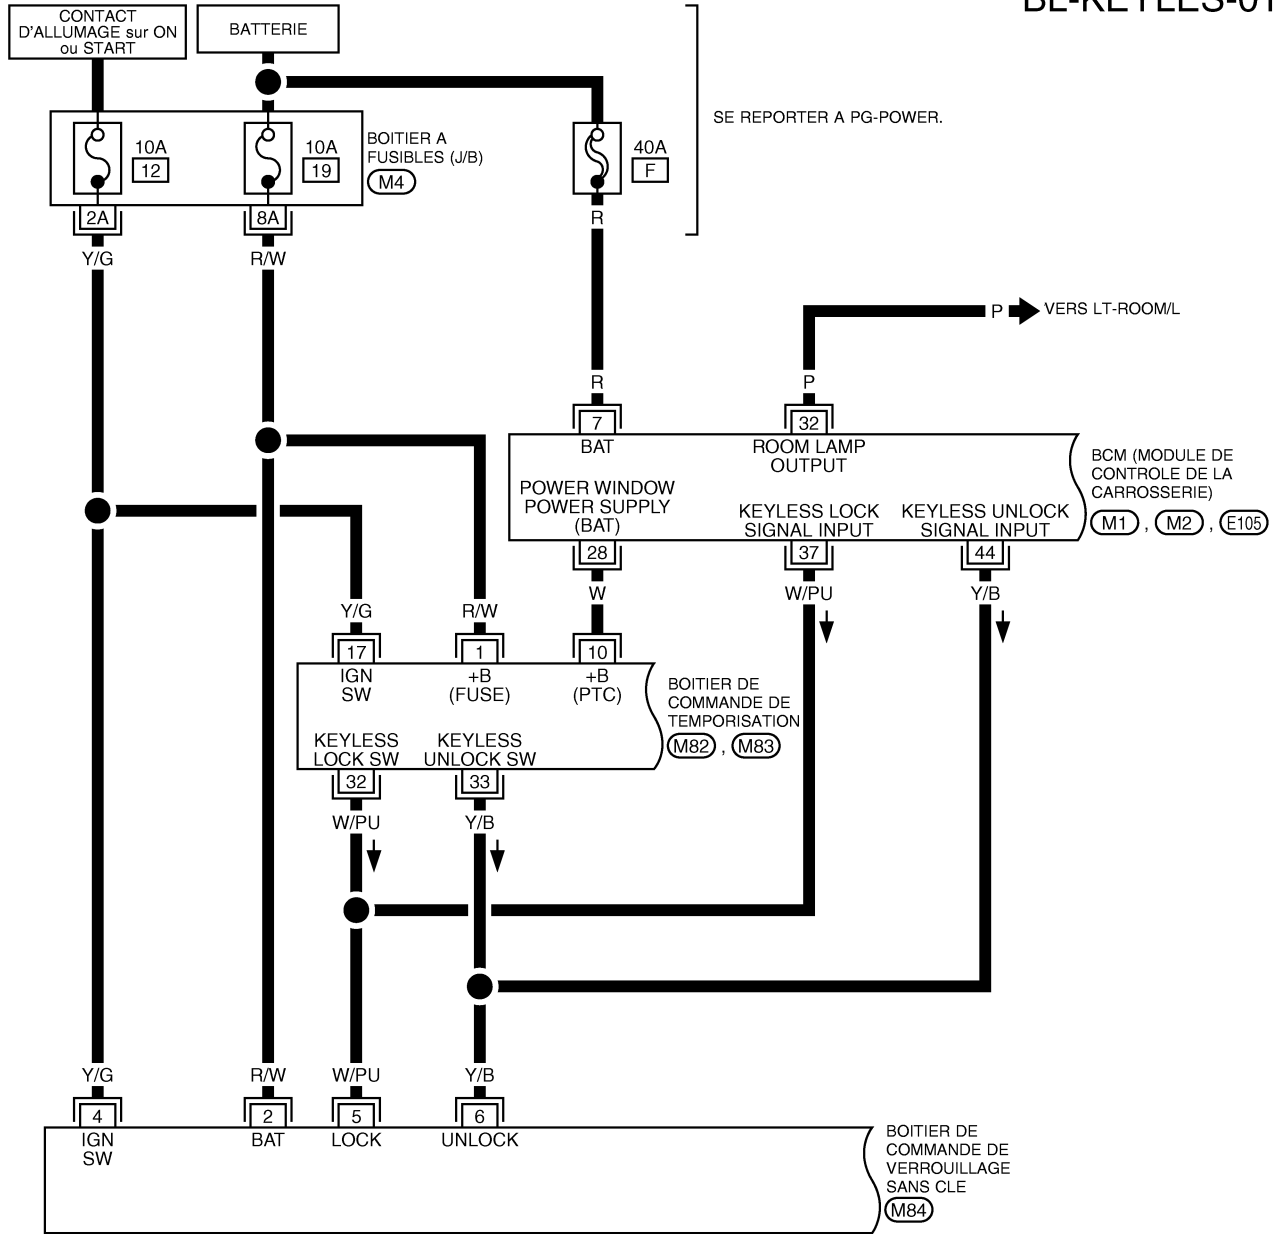 BL-KEYLES-01
CONTACT
D'ALLUMAGE sur ON
ou START
BATTERIE
SE REPORTER A PG-POWER.
10A
12
10A
19
BOITIER A
FUSIBLES (J/B)
M4
40A
F
2A
8A
R
Y/G
R/W
P
VERS LT-ROOM/L
R
P
7
32
BAT
ROOM LAMP
OUTPUT
POWER WINDOW
POWER SUPPLY
(BAT)
KEYLESS LOCK
SIGNAL INPUT
KEYLESS UNLOCK
SIGNAL INPUT
BCM (MODULE DE
CONTROLE DE LA
CARROSSERIE)
M1 , M2 , E105
28
37
44
W
W/PU
Y/B
Y/G
R/W
17
1
10
IGN
SW
+B
(FUSE)
+B
(PTC)
BOITIER DE
COMMANDE DE
TEMPORISATION
M82 , M83
KEYLESS
LOCK SW
KEYLESS
UNLOCK SW
32
33
W/PU
Y/B
Y/G
R/W
W/PU
Y/B
4
2
5
6
IGN
SW
BAT
LOCK
UNLOCK
BOITIER DE
COMMANDE DE
VERROUILLAGE
SANS CLE
M84